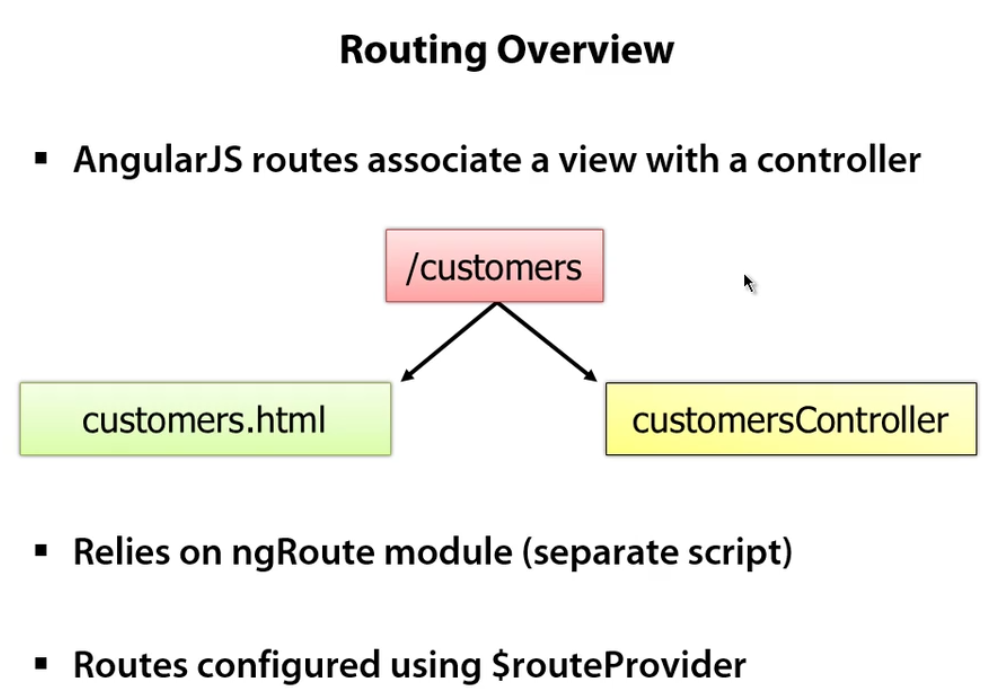 Routing Overview
▪ AngularJS routes associate a view with a controller
/customers
customers.html
customersController
▪ Relies on ngRoute module (separate script)
▪ Routes configured using $routeProvider